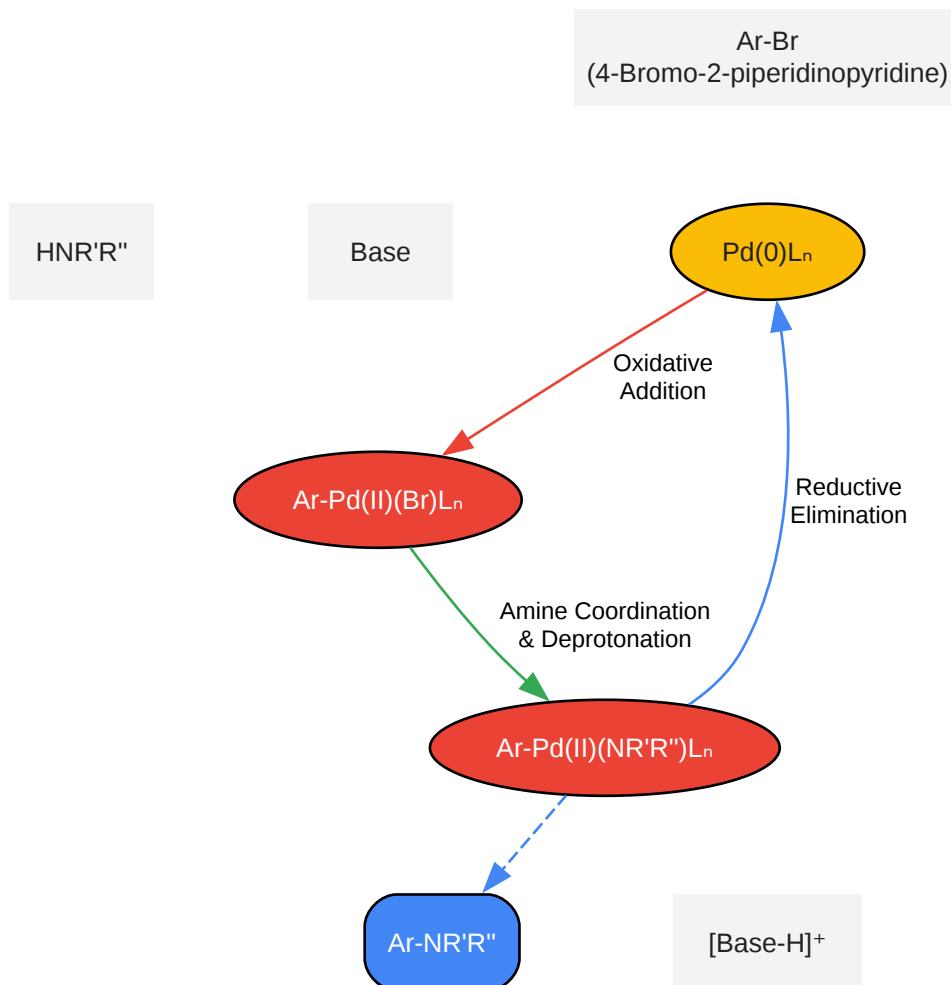 Ar-Br
(4-Bromo-2-piperidinopyridine)
HNR'R"
Base
Pd(0)Lₙ
Oxidative
Addition
Ar-Pd(II)(Br)Lₙ
Reductive
Elimination
Amine Coordination
& Deprotonation
Ar-Pd(II)(NR'R")Lₙ
Ar-NR'R"
[Base-H]⁺